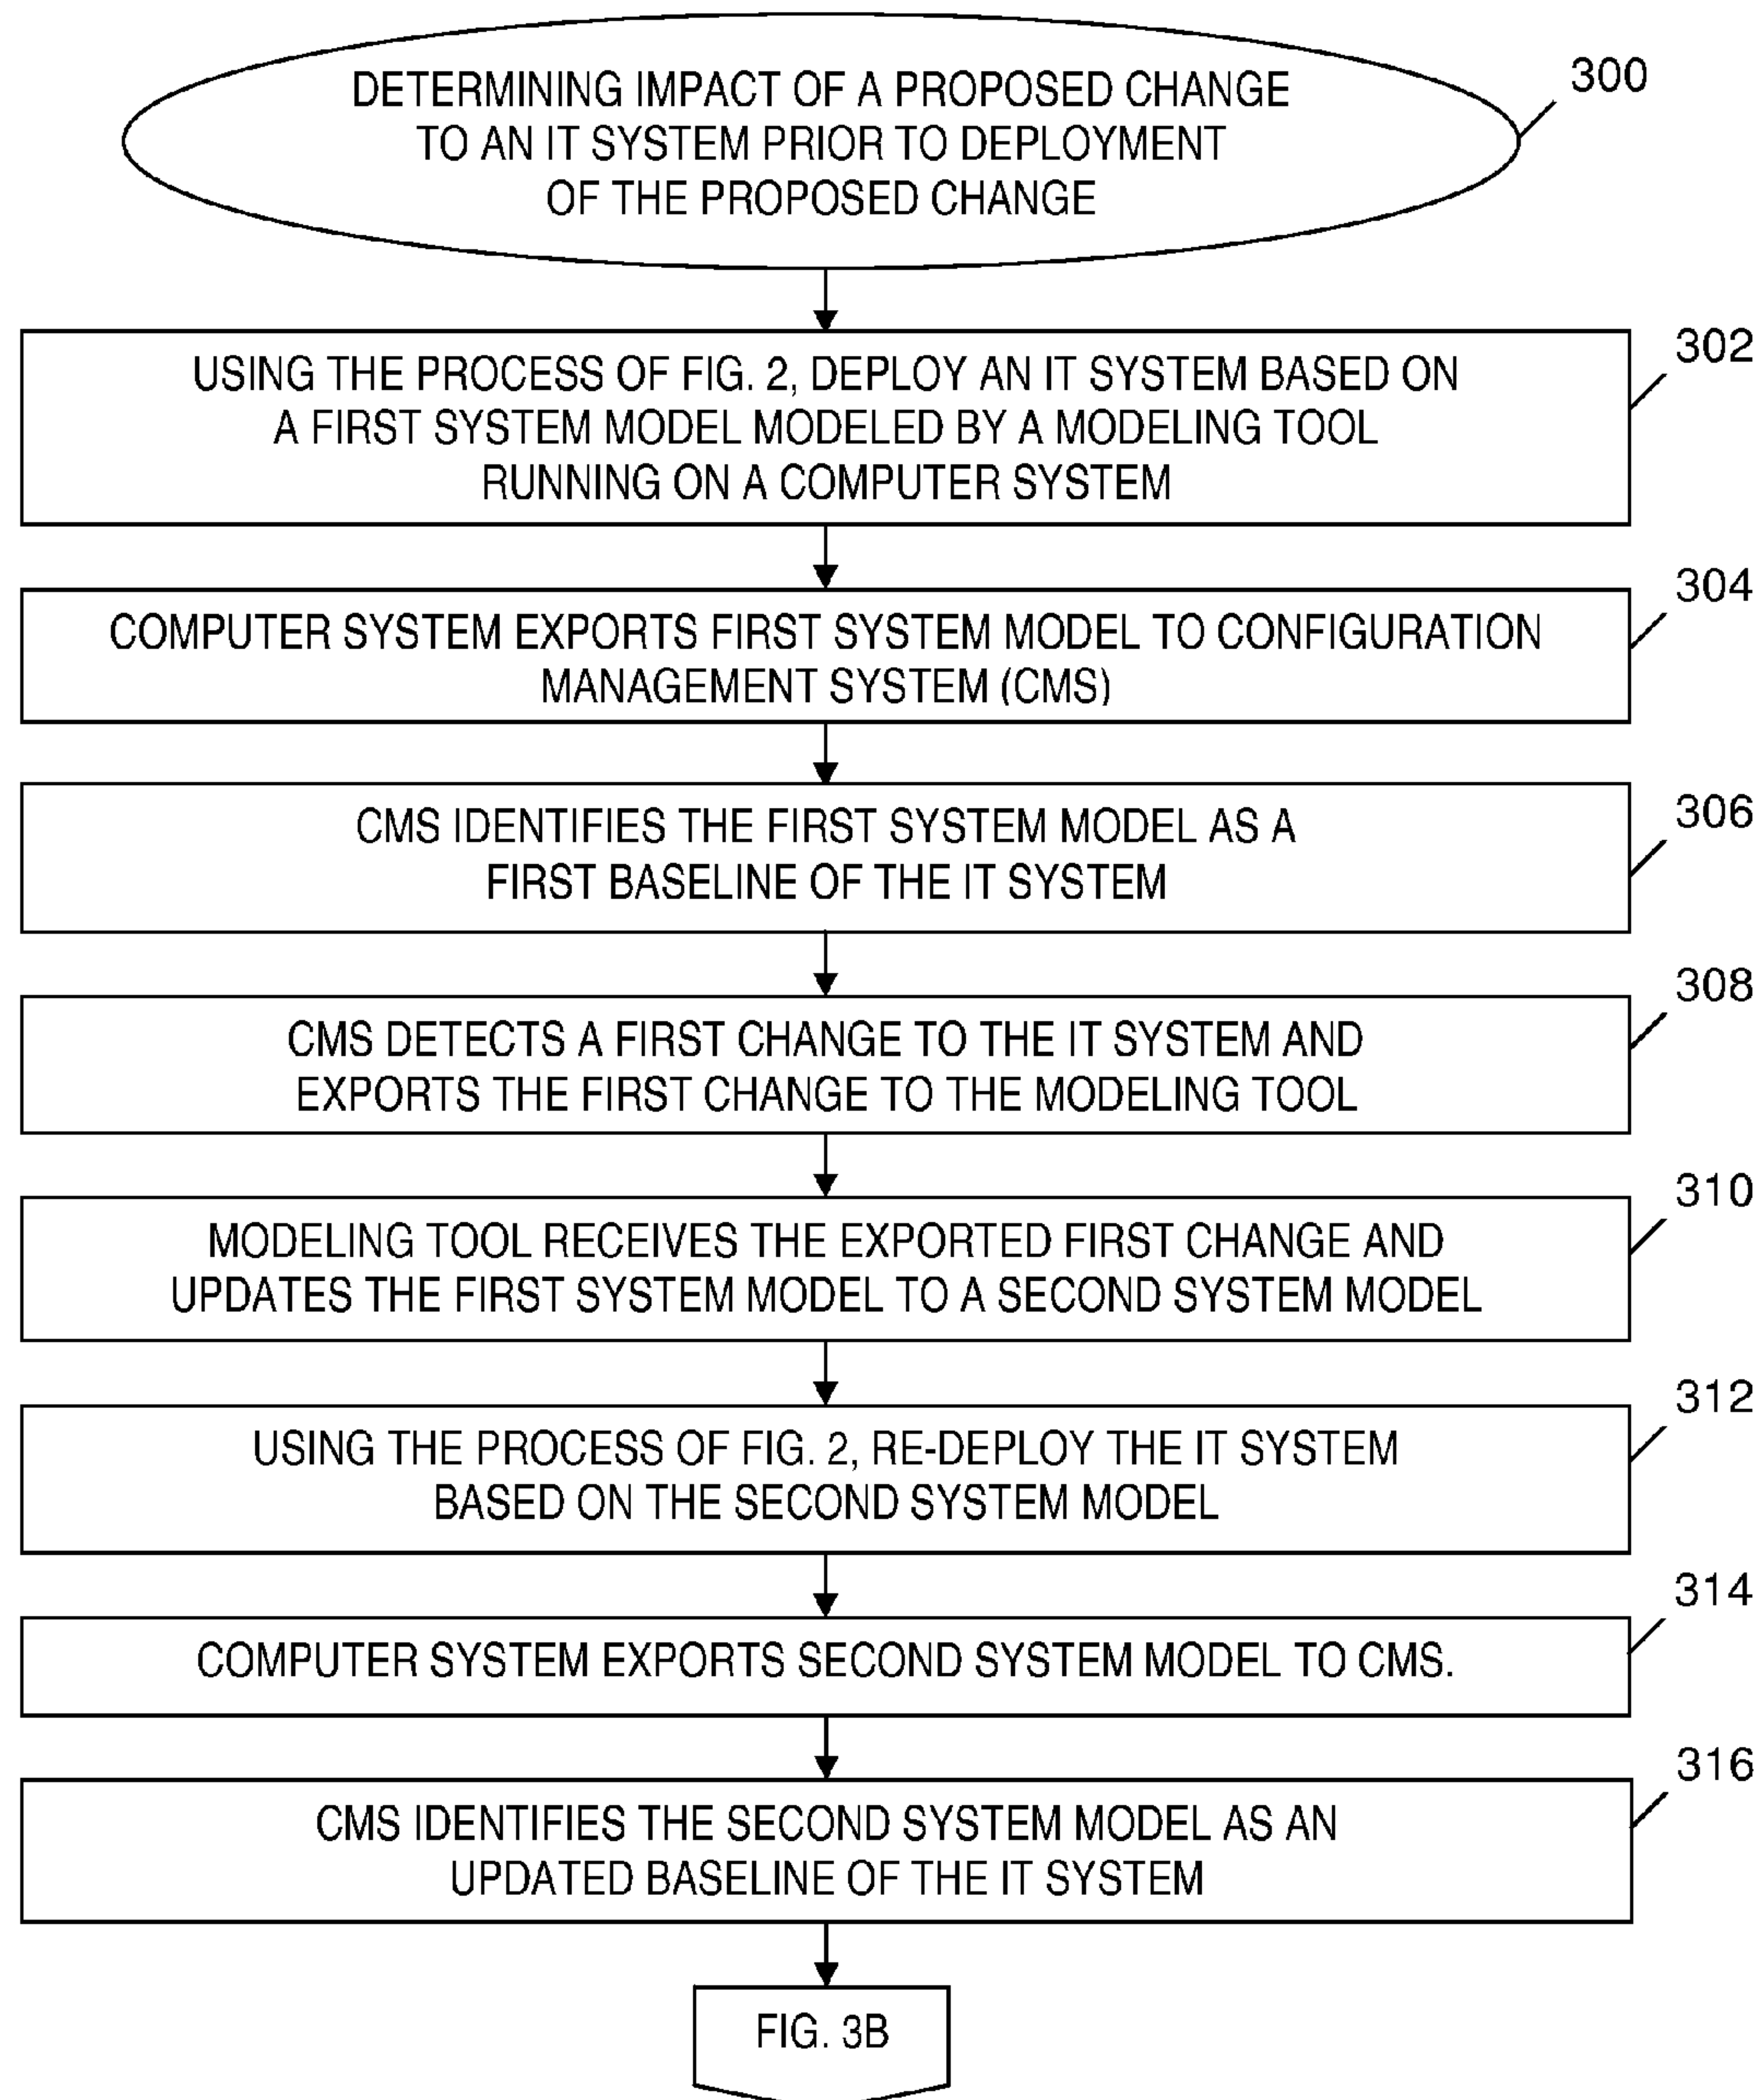 DETERMINING IMPACT OF A PROPOSED CHANGE
TO AN IT SYSTEM PRIOR TO DEPLOYMENT
OF THE PROPOSED CHANGE
300
USING THE PROCESS OF FIG. 2, DEPLOY AN IT SYSTEM BASED ON
A FIRST SYSTEM MODEL MODELED BY A MODELING TOOL
RUNNING ON A COMPUTER SYSTEM
302
COMPUTER SYSTEM EXPORTS FIRST SYSTEM MODEL TO CONFIGURATION
MANAGEMENT SYSTEM (CMS)
304
CMS IDENTIFIES THE FIRST SYSTEM MODEL AS A
FIRST BASELINE OF THE IT SYSTEM
306
CMS DETECTS A FIRST CHANGE TO THE IT SYSTEM AND
EXPORTS THE FIRST CHANGE TO THE MODELING TOOL
308
MODELING TOOL RECEIVES THE EXPORTED FIRST CHANGE AND
UPDATES THE FIRST SYSTEM MODEL TO A SECOND SYSTEM MODEL
310
USING THE PROCESS OF FIG. 2, RE-DEPLOY THE IT SYSTEM
BASED ON THE SECOND SYSTEM MODEL
312
COMPUTER SYSTEM EXPORTS SECOND SYSTEM MODEL TO CMS.
314
CMS IDENTIFIES THE SECOND SYSTEM MODEL AS AN
UPDATED BASELINE OF THE IT SYSTEM
316
FIG. 3B